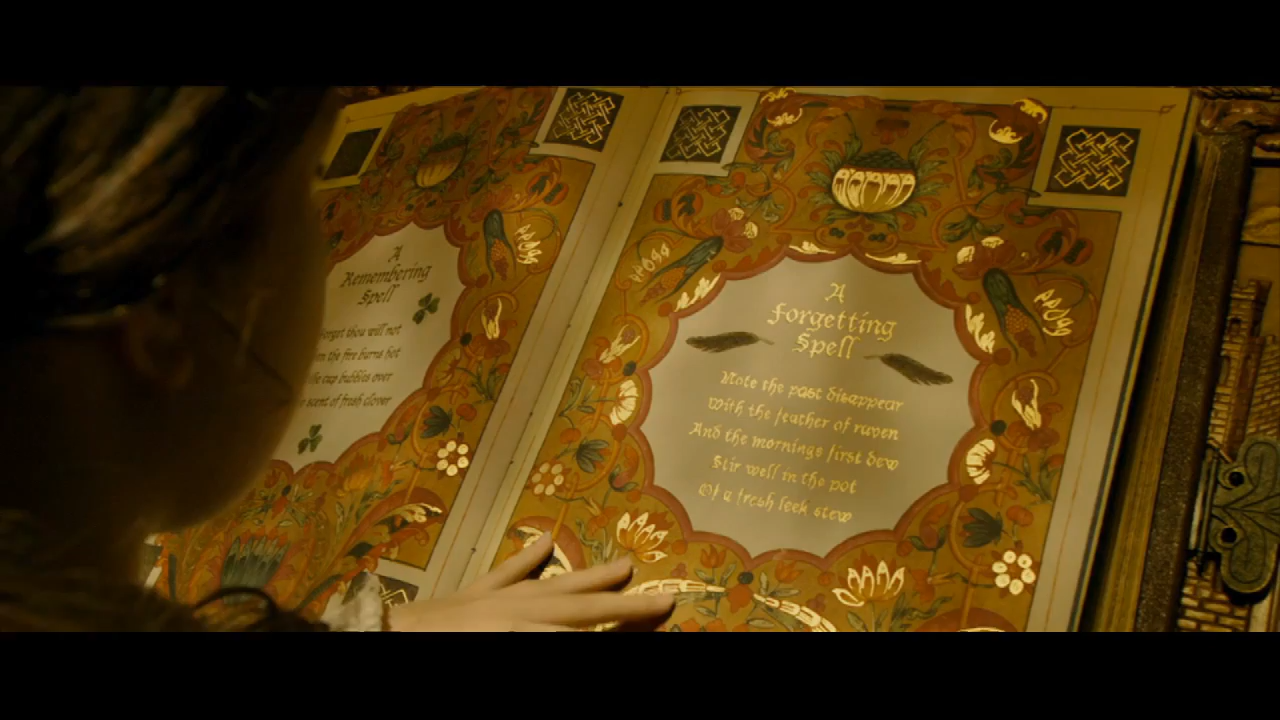 A
Remembering
Spell
forget thou will not
the fire burns hot
cup bubbles over
scent of fresh clover
A
Forgetting
Spell
Note the past disappear
With the feather of raven
And the mornings first dew
Stir well in the pot
Of a fresh leek stew